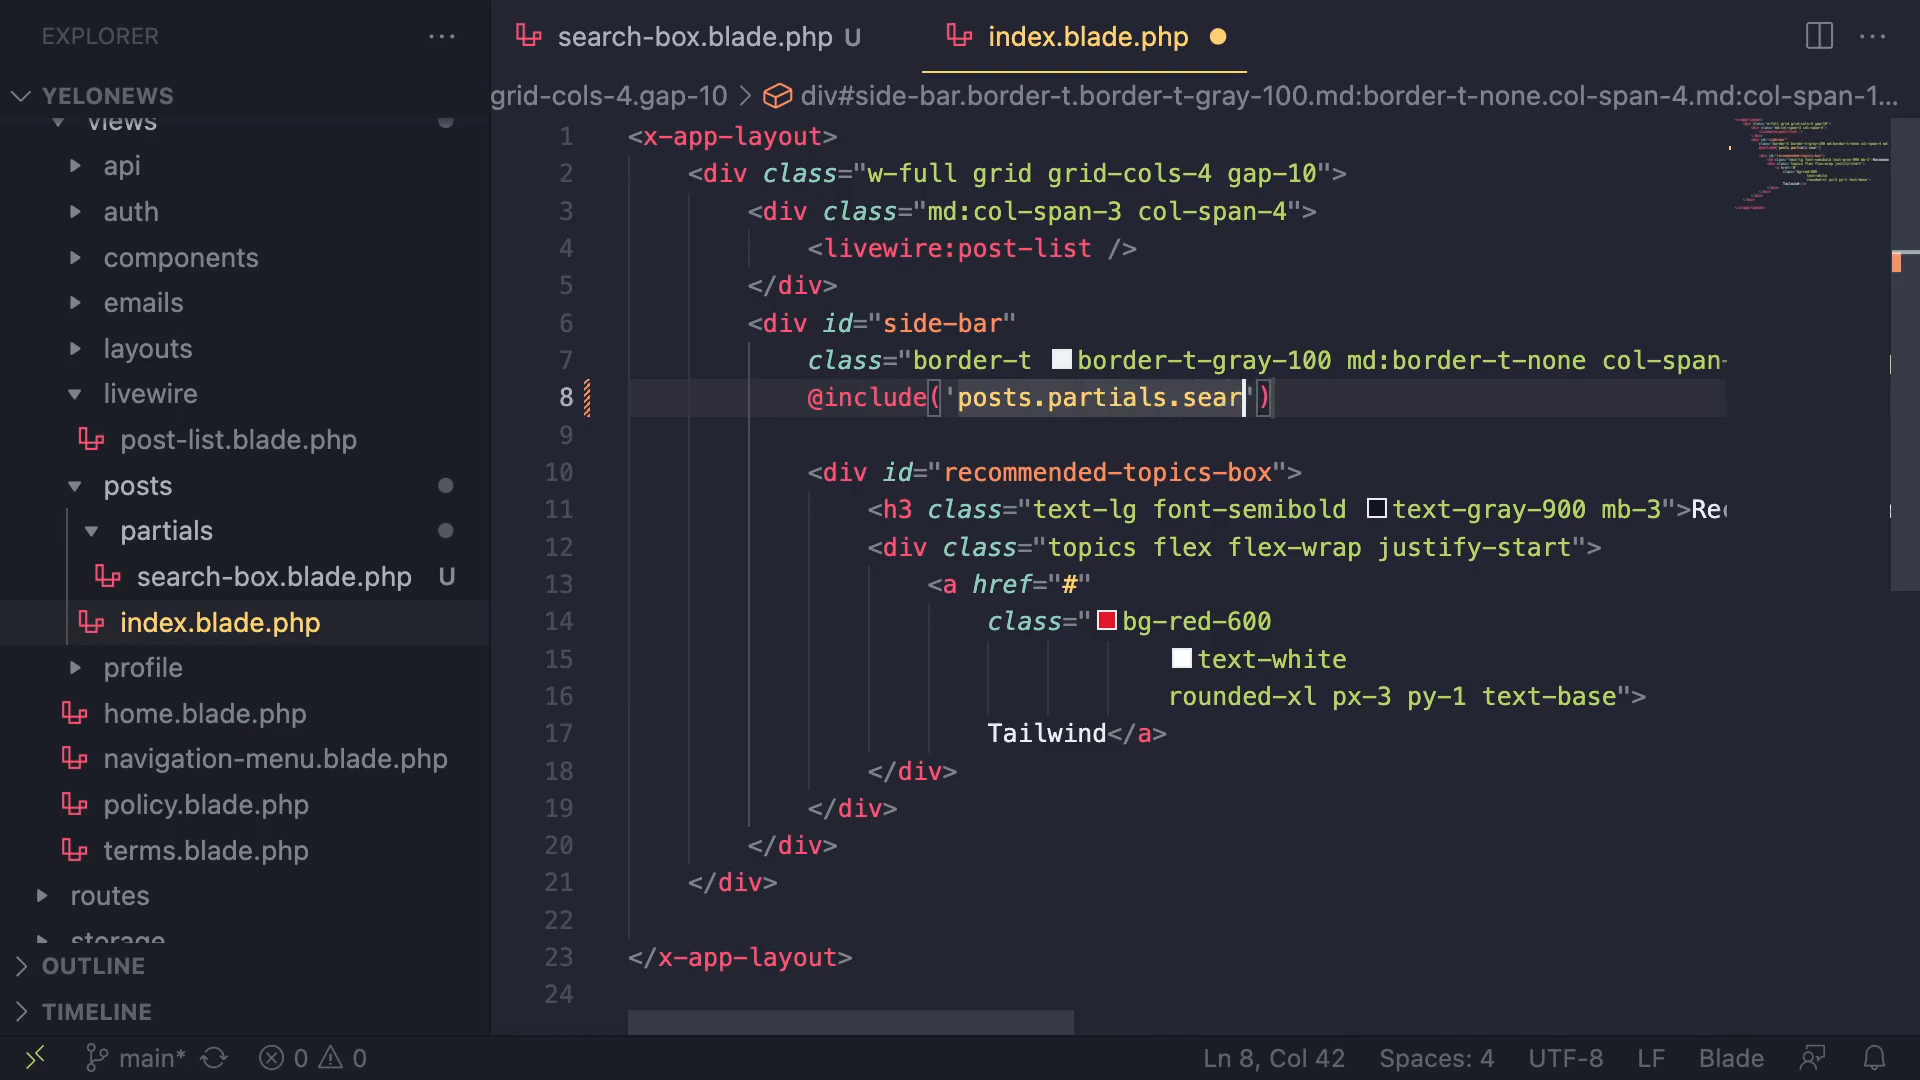 EXPLORER
YELONEWS
views
api
auth
components
emails
layouts
livewire
post-list.blade.php
posts
partials
search-box.blade.php U
index.blade.php
profile
home.blade.php
navigation-menu.blade.php
policy.blade.php
terms.blade.php
routes
storage
OUTLINE
TIMELINE
search-box.blade.php U
index.blade.php
grid-cols-4.gap-10 > div#side-bar.border-t.border-t-gray-100.md:border-t-none.col-span-4.md:col-span-1...
1 <x-app-layout>
2 <div class="w-full grid grid-cols-4 gap-10">
3 <div class="md:col-span-3 col-span-4">
4 <livewire:post-list />
5 </div>
6 <div id="side-bar"
7 class="border-t border-t-gray-100 md:border-t-none col-span-
8 @include('posts.partials.sear')
9
10 <div id="recommended-topics-box">
11 <h3 class="text-lg font-semibold text-gray-900 mb-3">Rec
12 <div class="topics flex flex-wrap justify-start">
13 <a href="#"
14 class="bg-red-600
15 text-white
16 rounded-xl px-3 py-1 text-base">
17 Tailwind</a>
18 </div>
19 </div>
20 </div>
21 </div>
22
23 </x-app-layout>
24
main* 0 0
Ln 8, Col 42 Spaces: 4 UTF-8 LF Blade